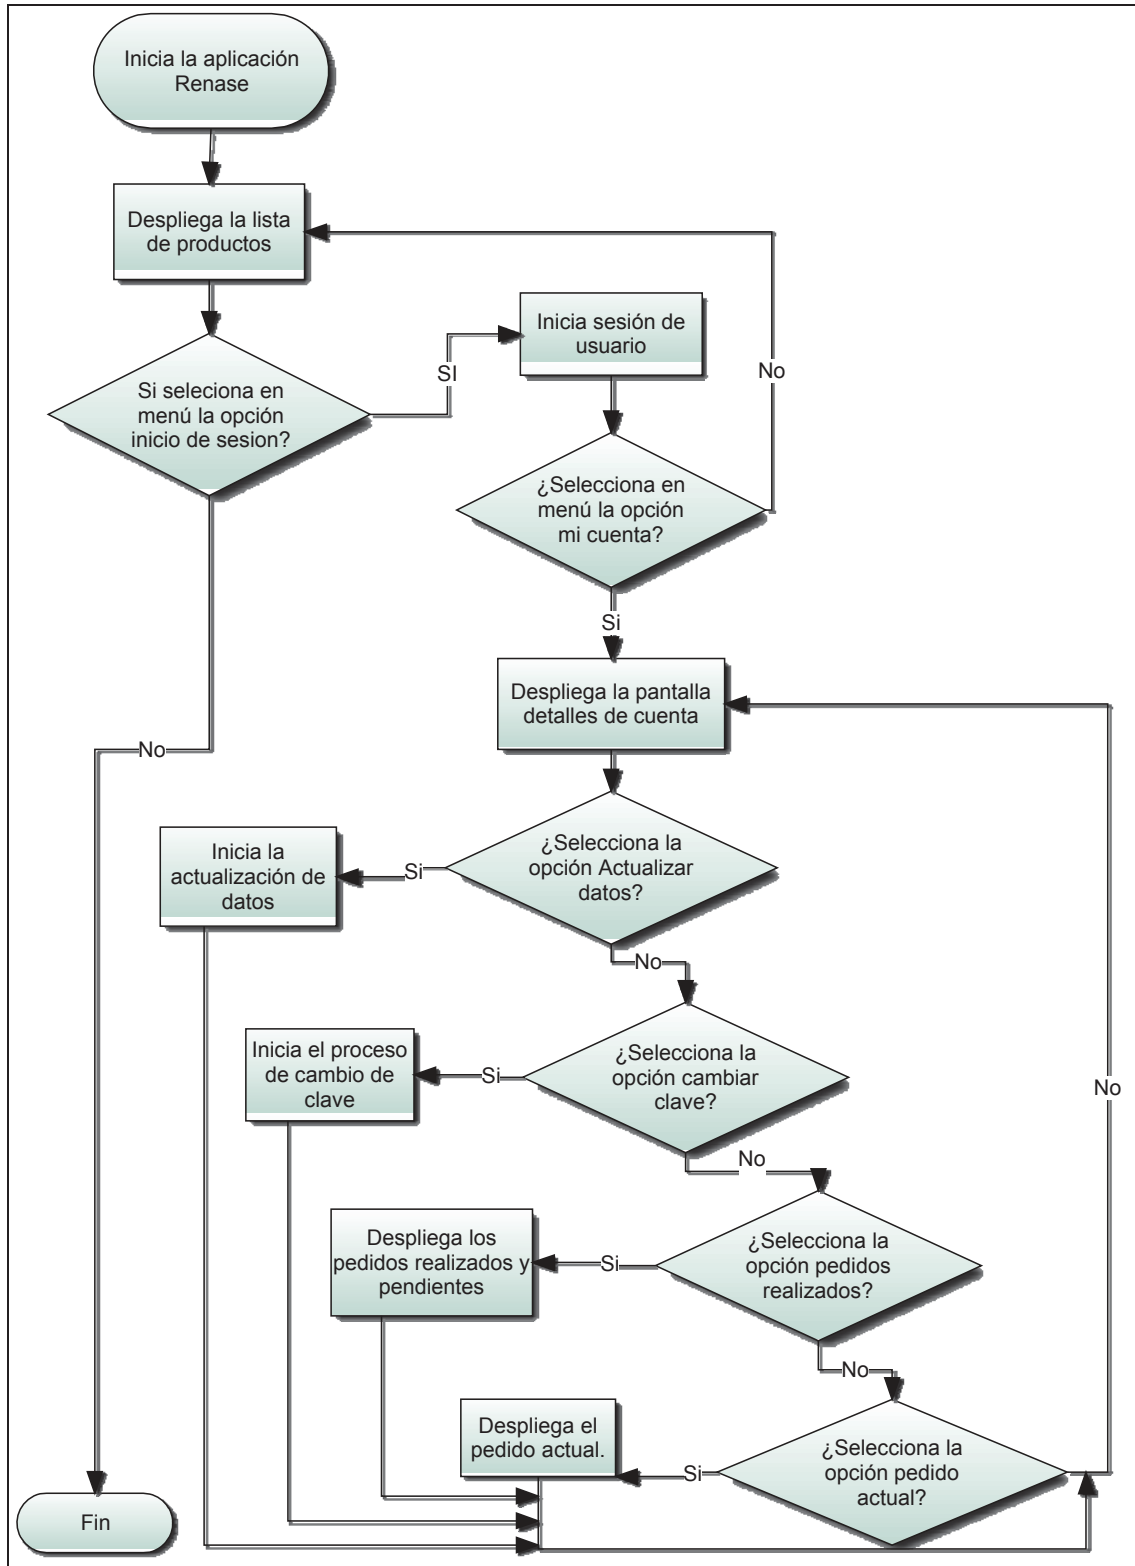 Inicia la aplicación
Renase
Despliega la lista
de productos
Si seleciona en
menú la opción
inicio de sesion?
SI
Inicia sesión de
usuario
No
¿Selecciona en
menú la opción
mi cuenta?
Si
Despliega la pantalla
detalles de cuenta
No
¿Selecciona la
opción Actualizar
datos?
Si
Inicia la
actualización de
datos
No
¿Selecciona la
opción cambiar
clave?
Si
Inicia el proceso
de cambio de
clave
No
No
¿Selecciona la
opción pedidos
realizados?
Si
Despliega los
pedidos realizados y
pendientes
No
¿Selecciona la
opción pedido
actual?
Si
Despliega el
pedido actual.
Fin